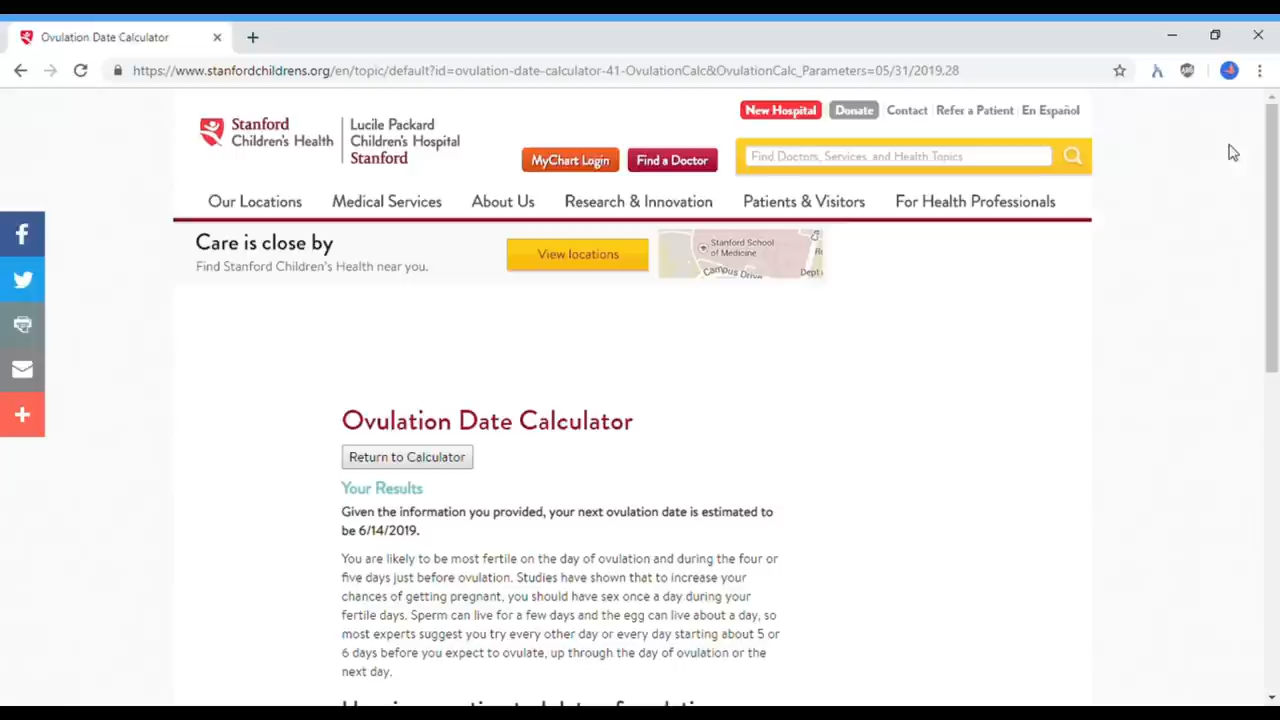 Ovulation Date Calculator
https://www.stanfordchildrens.org/en/topic/default?id=ovulation-date-calculator-41-OvulationCalc&OvulationCalc_Parameters=05/31/2019.28
New Hospital Donate Contact Refer a Patient En Español
Stanford
Children's Health
Lucile Packard
Children's Hospital
Stanford
MyChart Login Find a Doctor Find Doctors, Services, and Health Topics
Our Locations Medical Services About Us Research & Innovation Patients & Visitors For Health Professionals
Care is close by
Find Stanford Children's Health near you.
View locations
Stanford School
of Medicine
Campus Drive
Ovulation Date Calculator
Return to Calculator
Your Results
Given the information you provided, your next ovulation date is estimated to
be 6/14/2019.
You are likely to be most fertile on the day of ovulation and during the four or
five days just before ovulation. Studies have shown that to increase your
chances of getting pregnant, you should have sex once a day during your
fertile days. Sperm can live for a few days and the egg can live about a day, so
most experts suggest you try every other day or every day starting about 5 or
6 days before you expect to ovulate, up through the day of ovulation or the
next day.